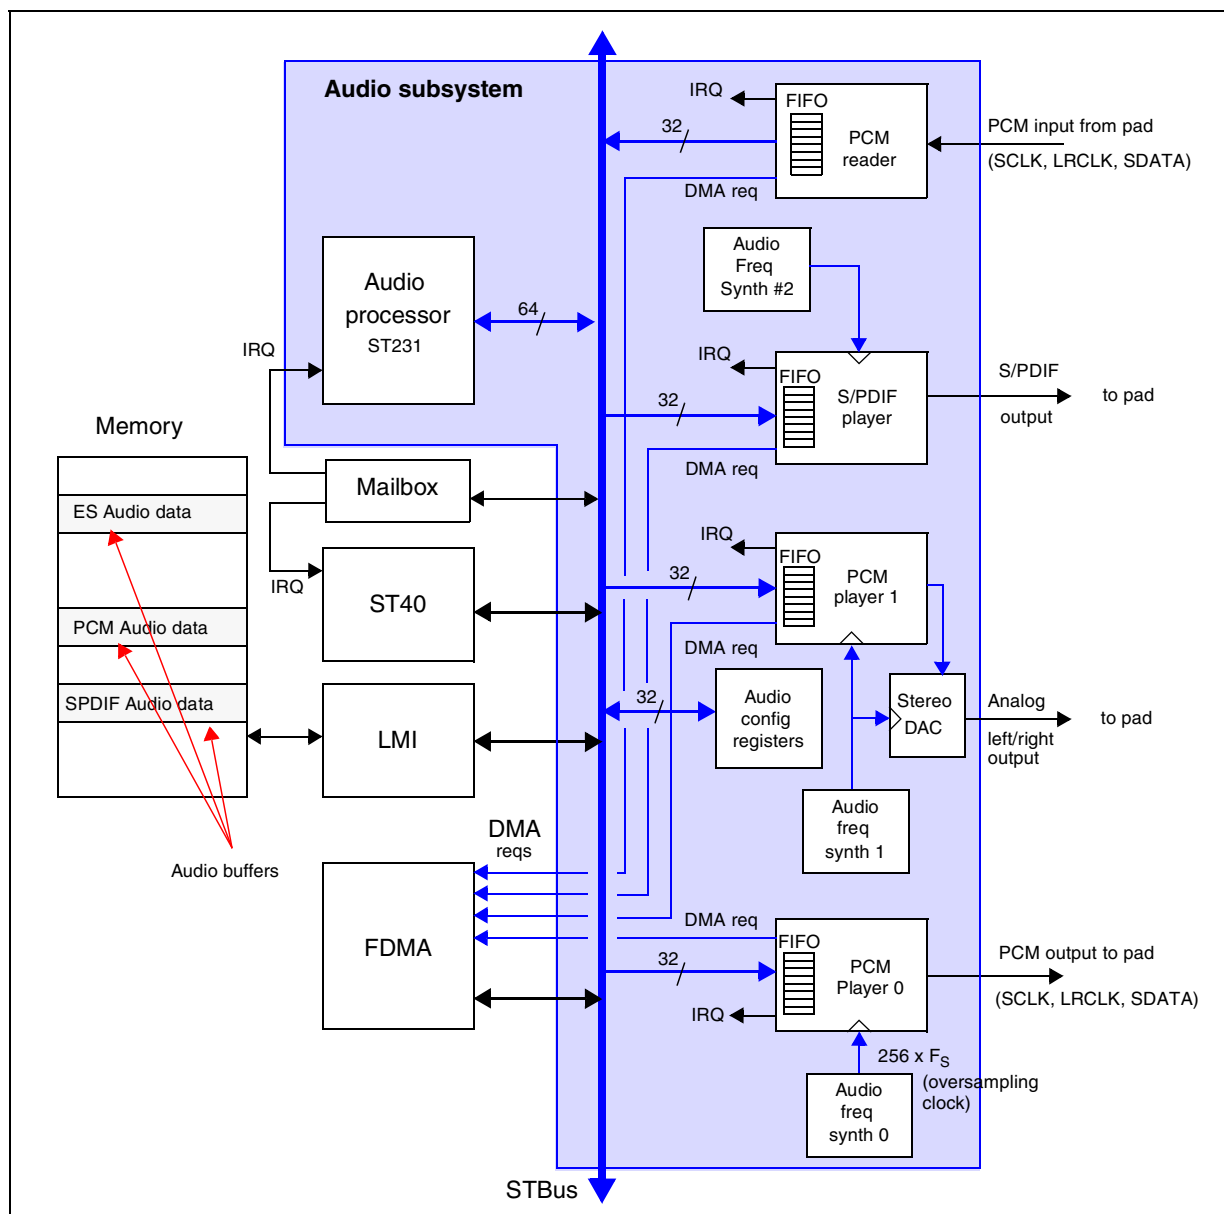 Audio subsystem
IRQ
FIFO
PCM
reader
32
DMA req
PCM input from pad
(SCLK, LRCLK, SDATA)
Audio
Freq
Synth #2
Audio
processor
ST231
64
IRQ
IRQ
FIFO
S/PDIF
player
32
DMA req
S/PDIF
output
to pad
Memory
ES Audio data
PCM Audio data
SPDIF Audio data
Audio buffers
Mailbox
IRQ
ST40
IRQ
FIFO
PCM
player 1
32
DMA req
32
Audio
config
registers
Stereo
DAC
Analog
left/right
output
to pad
LMI
Audio
freq
synth 1
DMA
reqs
FDMA
DMA req
FIFO
PCM
Player 0
32
IRQ
PCM output to pad
(SCLK, LRCLK, SDATA)
256 x FS
(oversampling
clock)
Audio
freq
synth 0
STBus